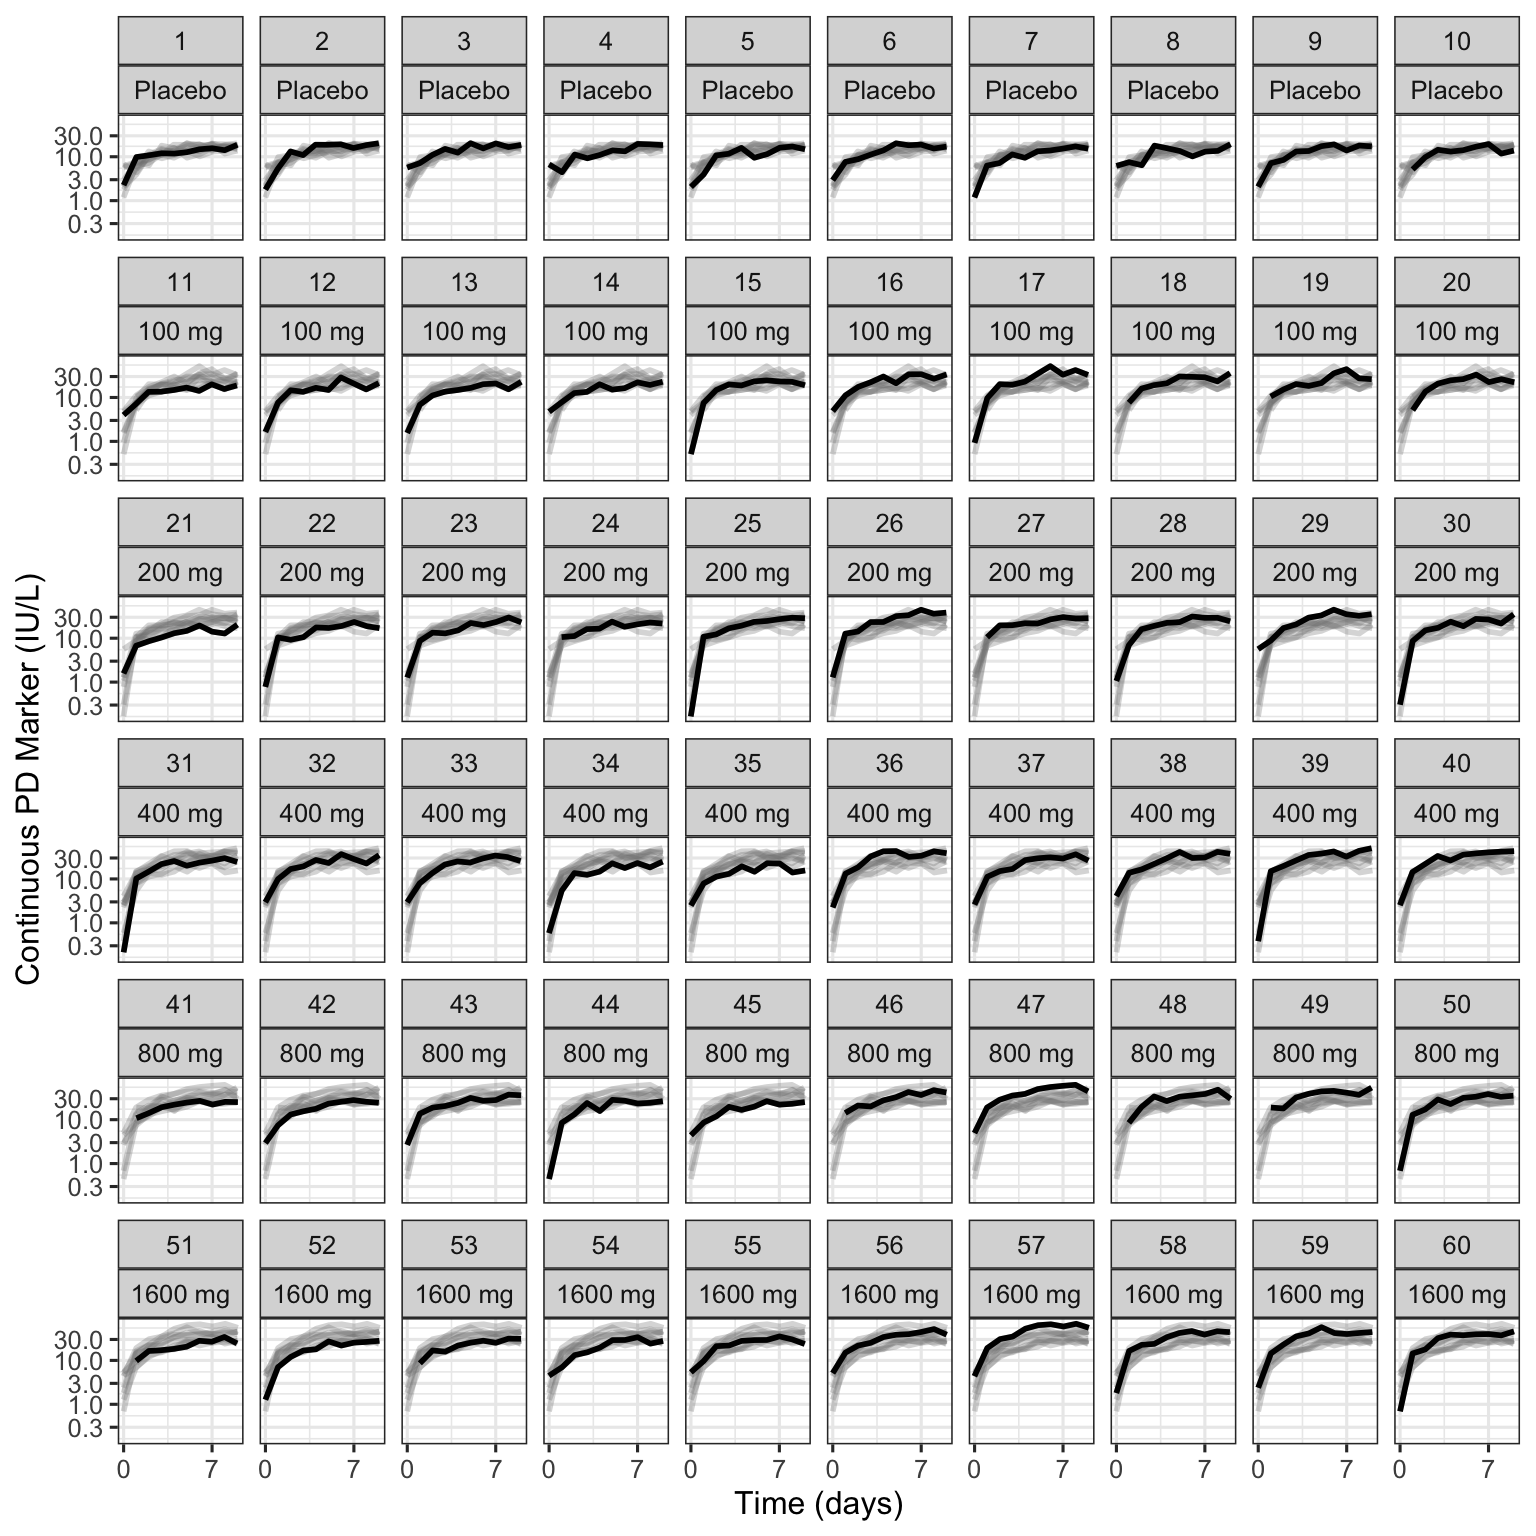 1 2 3 4 5 6 7 8 9 10
Placebo Placebo Placebo Placebo Placebo Placebo Placebo Placebo Placebo Placebo
30.0
10.0
3.0
1.0
0.3
11 12 13 14 15 16 17 18 19 20
100 mg 100 mg 100 mg 100 mg 100 mg 100 mg 100 mg 100 mg 100 mg 100 mg
30.0
10.0
3.0
1.0
0.3
21 22 23 24 25 26 27 28 29 30
200 mg 200 mg 200 mg 200 mg 200 mg 200 mg 200 mg 200 mg 200 mg 200 mg
30.0
10.0
3.0
1.0
0.3
Continuous PD Marker (IU/L)
31 32 33 34 35 36 37 38 39 40
400 mg 400 mg 400 mg 400 mg 400 mg 400 mg 400 mg 400 mg 400 mg 400 mg
30.0
10.0
3.0
1.0
0.3
41 42 43 44 45 46 47 48 49 50
800 mg 800 mg 800 mg 800 mg 800 mg 800 mg 800 mg 800 mg 800 mg 800 mg
30.0
10.0
3.0
1.0
0.3
51 52 53 54 55 56 57 58 59 60
1600 mg 1600 mg 1600 mg 1600 mg 1600 mg 1600 mg 1600 mg 1600 mg 1600 mg 1600 mg
30.0
10.0
3.0
1.0
0.3
0 7 0 7 0 7 0 7 0 7 0 7 0 7 0 7 0 7 0 7
Time (days)